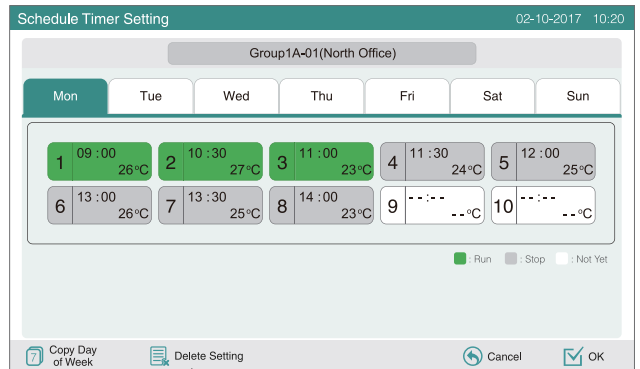 Schedule Timer Setting 02-10-2017 10:20
Group1A-01(North Office)
Mon Tue Wed Thu Fri Sat Sun
1 09:00 26°C 2 10:30 27°C 3 11:00 23°C 4 11:30 24°C 5 12:00 25°C
6 13:00 26°C 7 13:30 25°C 8 14:00 23°C 9 --:-- --°C 10 --:-- --°C
: Run : Stop : Not Yet
7 Copy Day of Week Delete Setting Cancel OK